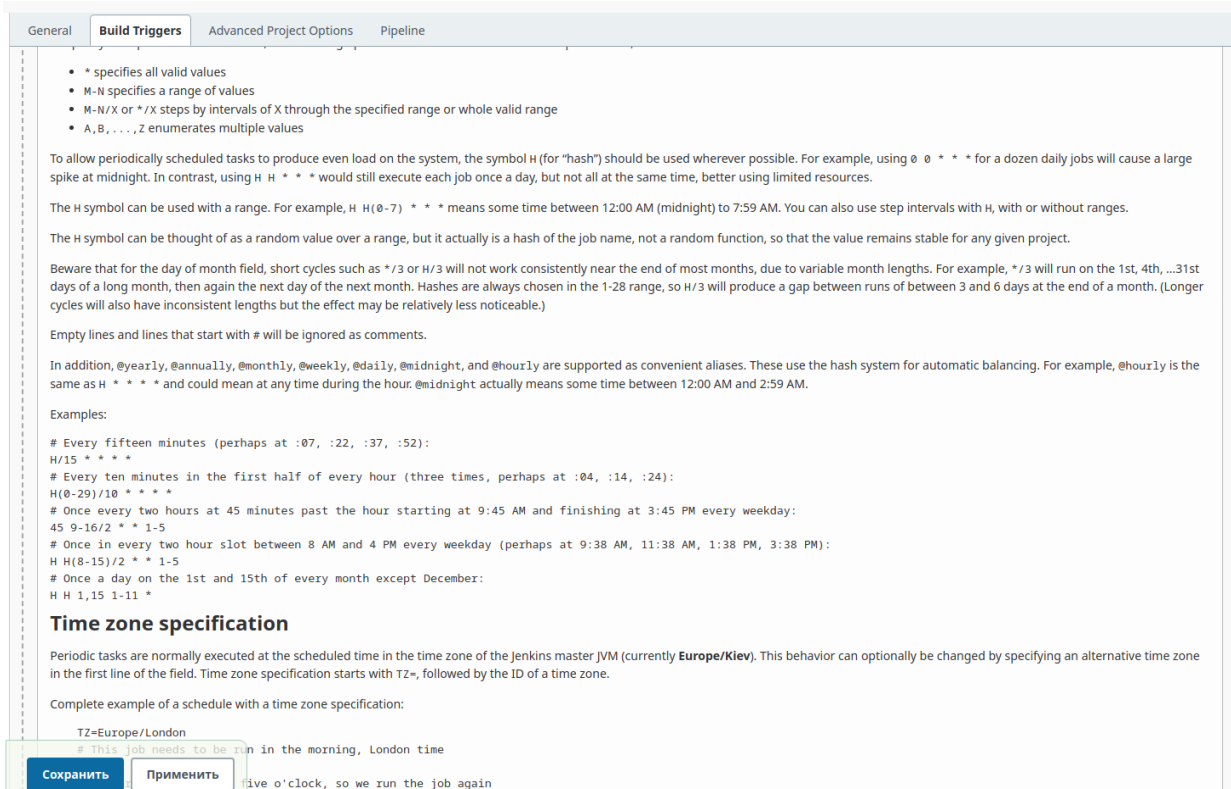 General Build Triggers Advanced Project Options Pipeline
* specifies all valid values
M-N specifies a range of values
M-N/X or */X steps by intervals of X through the specified range or whole valid range
A,B,...,Z enumerates multiple values
To allow periodically scheduled tasks to produce even load on the system, the symbol H (for “hash”) should be used wherever possible. For example, using 0 0 * * * for a dozen daily jobs will cause a large
spike at midnight. In contrast, using H H * * * would still execute each job once a day, but not all at the same time, better using limited resources.
The H symbol can be used with a range. For example, H H(0-7) * * * means some time between 12:00 AM (midnight) to 7:59 AM. You can also use step intervals with H, with or without ranges.
The H symbol can be thought of as a random value over a range, but it actually is a hash of the job name, not a random function, so that the value remains stable for any given project.
Beware that for the day of month field, short cycles such as */3 or H/3 will not work consistently near the end of most months, due to variable month lengths. For example, */3 will run on the 1st, 4th, …31st
days of a long month, then again the next day of the next month. Hashes are always chosen in the 1-28 range, so H/3 will produce a gap between runs of between 3 and 6 days at the end of a month. (Longer
cycles will also have inconsistent lengths but the effect may be relatively less noticeable.)
Empty lines and lines that start with # will be ignored as comments.
In addition, @yearly, @annually, @monthly, @weekly, @daily, @midnight, and @hourly are supported as convenient aliases. These use the hash system for automatic balancing. For example, @hourly is the
same as H * * * * and could mean at any time during the hour. @midnight actually means some time between 12:00 AM and 2:59 AM.
Examples:
# Every fifteen minutes (perhaps at :07, :22, :37, :52):
H/15 * * * *
# Every ten minutes in the first half of every hour (three times, perhaps at :04, :14, :24):
H(0-29)/10 * * * *
# Once every two hours at 45 minutes past the hour starting at 9:45 AM and finishing at 3:45 PM every weekday:
45 9-16/2 * * 1-5
# Once in every two hour slot between 8 AM and 4 PM every weekday (perhaps at 9:38 AM, 11:38 AM, 1:38 PM, 3:38 PM):
H H(8-15)/2 * * 1-5
# Once a day on the 1st and 15th of every month except December:
H H 1,15 1-11 *
Time zone specification
Periodic tasks are normally executed at the scheduled time in the time zone of the Jenkins master JVM (currently Europe/Kiev). This behavior can optionally be changed by specifying an alternative time zone
in the first line of the field. Time zone specification starts with TZ=, followed by the ID of a time zone.
Complete example of a schedule with a time zone specification:
TZ=Europe/London
# This job needs to be run in the morning, London time
Сохранить Применить five o'clock, so we run the job again